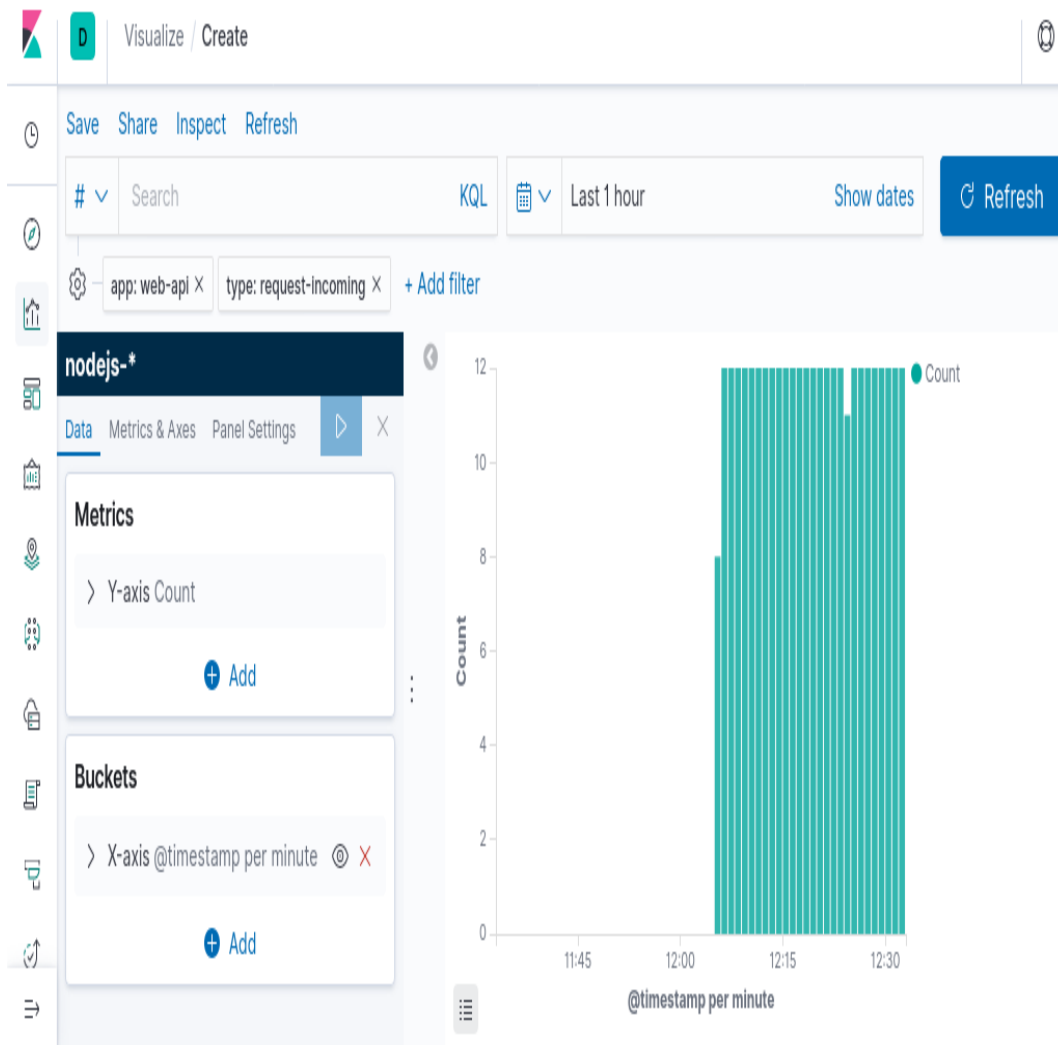 D Visualize / Create
Save Share Inspect Refresh
# Search KQL Last 1 hour Show dates Refresh
app: web-api × type: request-incoming × + Add filter
nodejs-*
Data Metrics & Axes Panel Settings
Metrics
Y-axis Count
Add
Buckets
X-axis @timestamp per minute
Add
Count
12
10
8
6
4
2
0
Count
11:45 12:00 12:15 12:30
@timestamp per minute